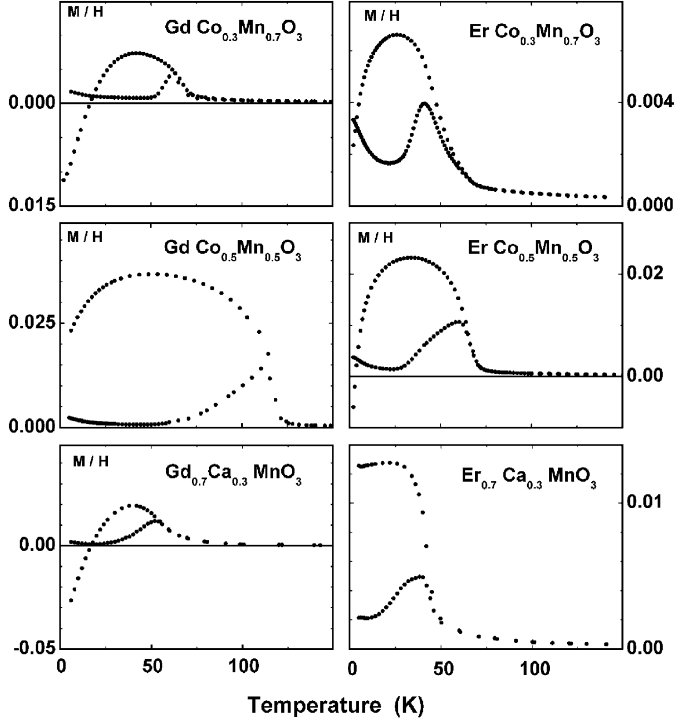 M / H
Gd Co0.3Mn0.7O3
0.000
0.015
M / H
Er Co0.3Mn0.7O3
0.004
0.000
M / H
Gd Co0.5Mn0.5O3
0.025
0.000
M / H
Er Co0.5Mn0.5O3
0.02
0.00
M / H
Gd0.7Ca0.3 MnO3
0.00
-0.05
0
50
100
Er0.7 Ca0.3 MnO3
0.01
0.00
0
50
100
Temperature (K)